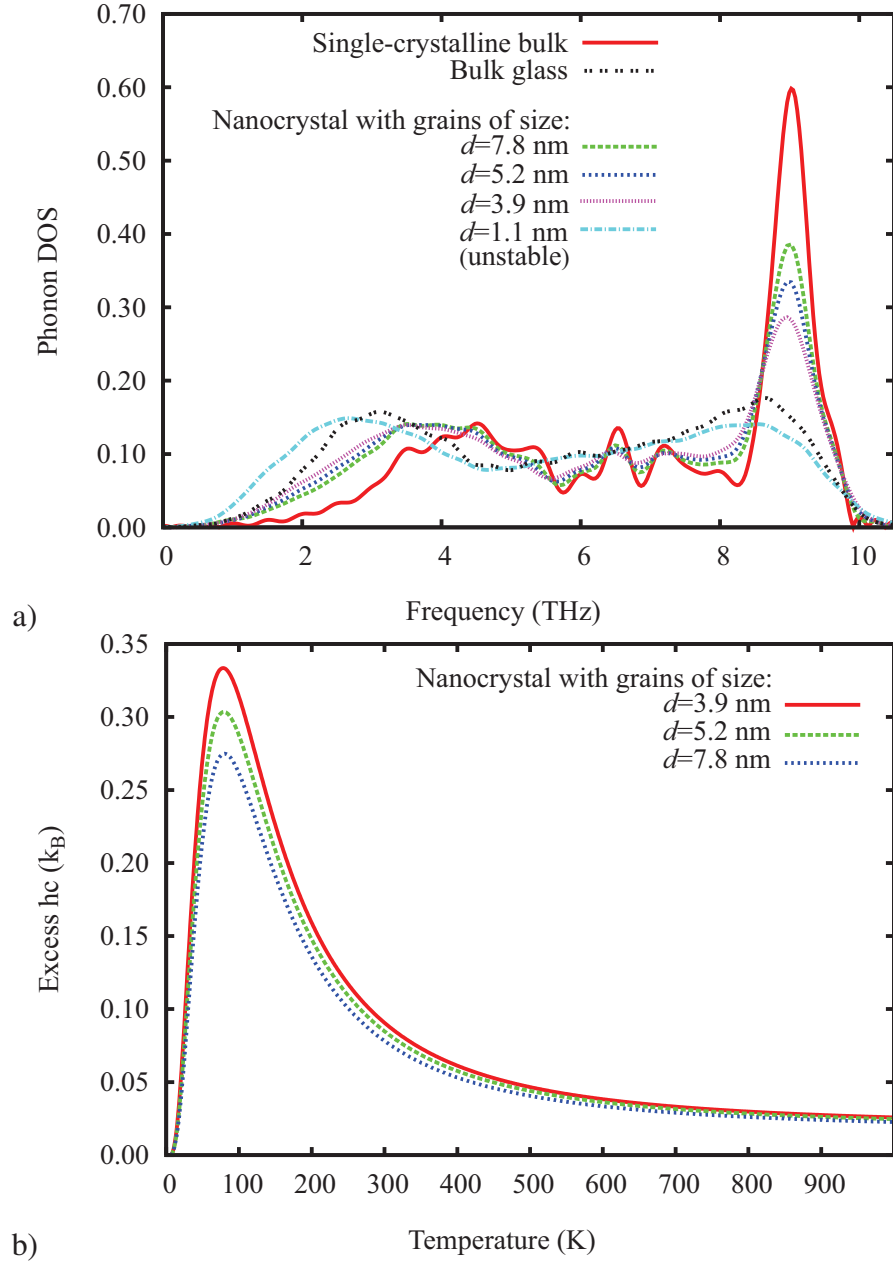 0.70
0.60
0.50
0.40
0.30
0.20
0.10
0.00
Phonon DOS
Single-crystalline bulk
Bulk glass
Nanocrystal with grains of size:
d=7.8 nm
d=5.2 nm
d=3.9 nm
d=1.1 nm
(unstable)
0 2 4 6 8 10
Frequency (THz)
a)
0.35
0.30
0.25
0.20
0.15
0.10
0.05
0.00
Excess hc (kB)
Nanocrystal with grains of size:
d=3.9 nm
d=5.2 nm
d=7.8 nm
0 100 200 300 400 500 600 700 800 900
Temperature (K)
b)